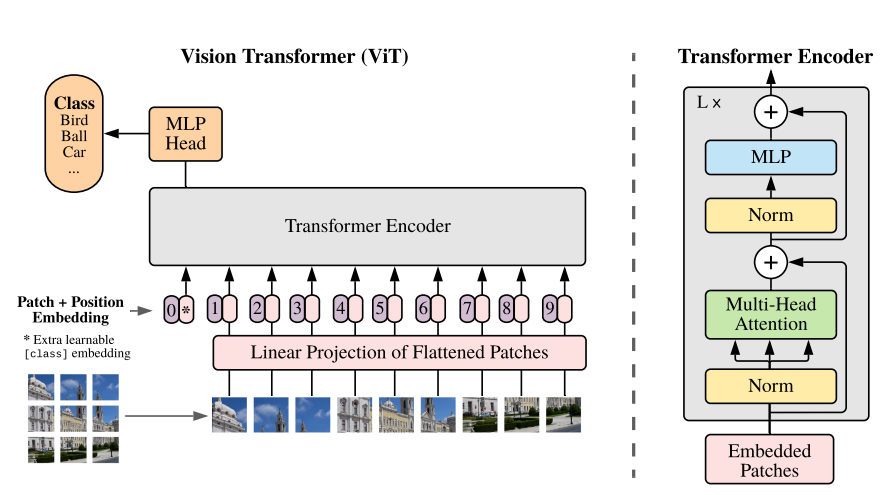 Vision Transformer (ViT)
Class
Bird
Ball
Car
...
MLP
Head
Transformer Encoder
Patch + Position
Embedding
0 * 1 2 3 4 5 6 7 8 9
* Extra learnable
[class] embedding
Linear Projection of Flattened Patches
Transformer Encoder
L ×
+
MLP
Norm
+
Multi-Head
Attention
Norm
Embedded
Patches